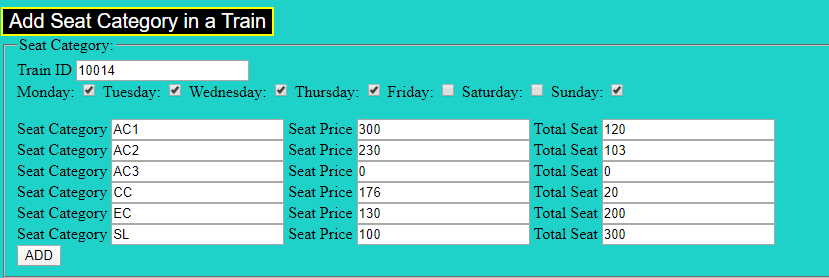 Add Seat Category in a Train
Seat Category:
Train ID 10014
Monday: Tuesday: Wednesday: Thursday: Friday: Saturday: Sunday:
Seat Category AC1 Seat Price 300 Total Seat 120
Seat Category AC2 Seat Price 230 Total Seat 103
Seat Category AC3 Seat Price 0 Total Seat 0
Seat Category CC Seat Price 176 Total Seat 20
Seat Category EC Seat Price 130 Total Seat 200
Seat Category SL Seat Price 100 Total Seat 300
ADD